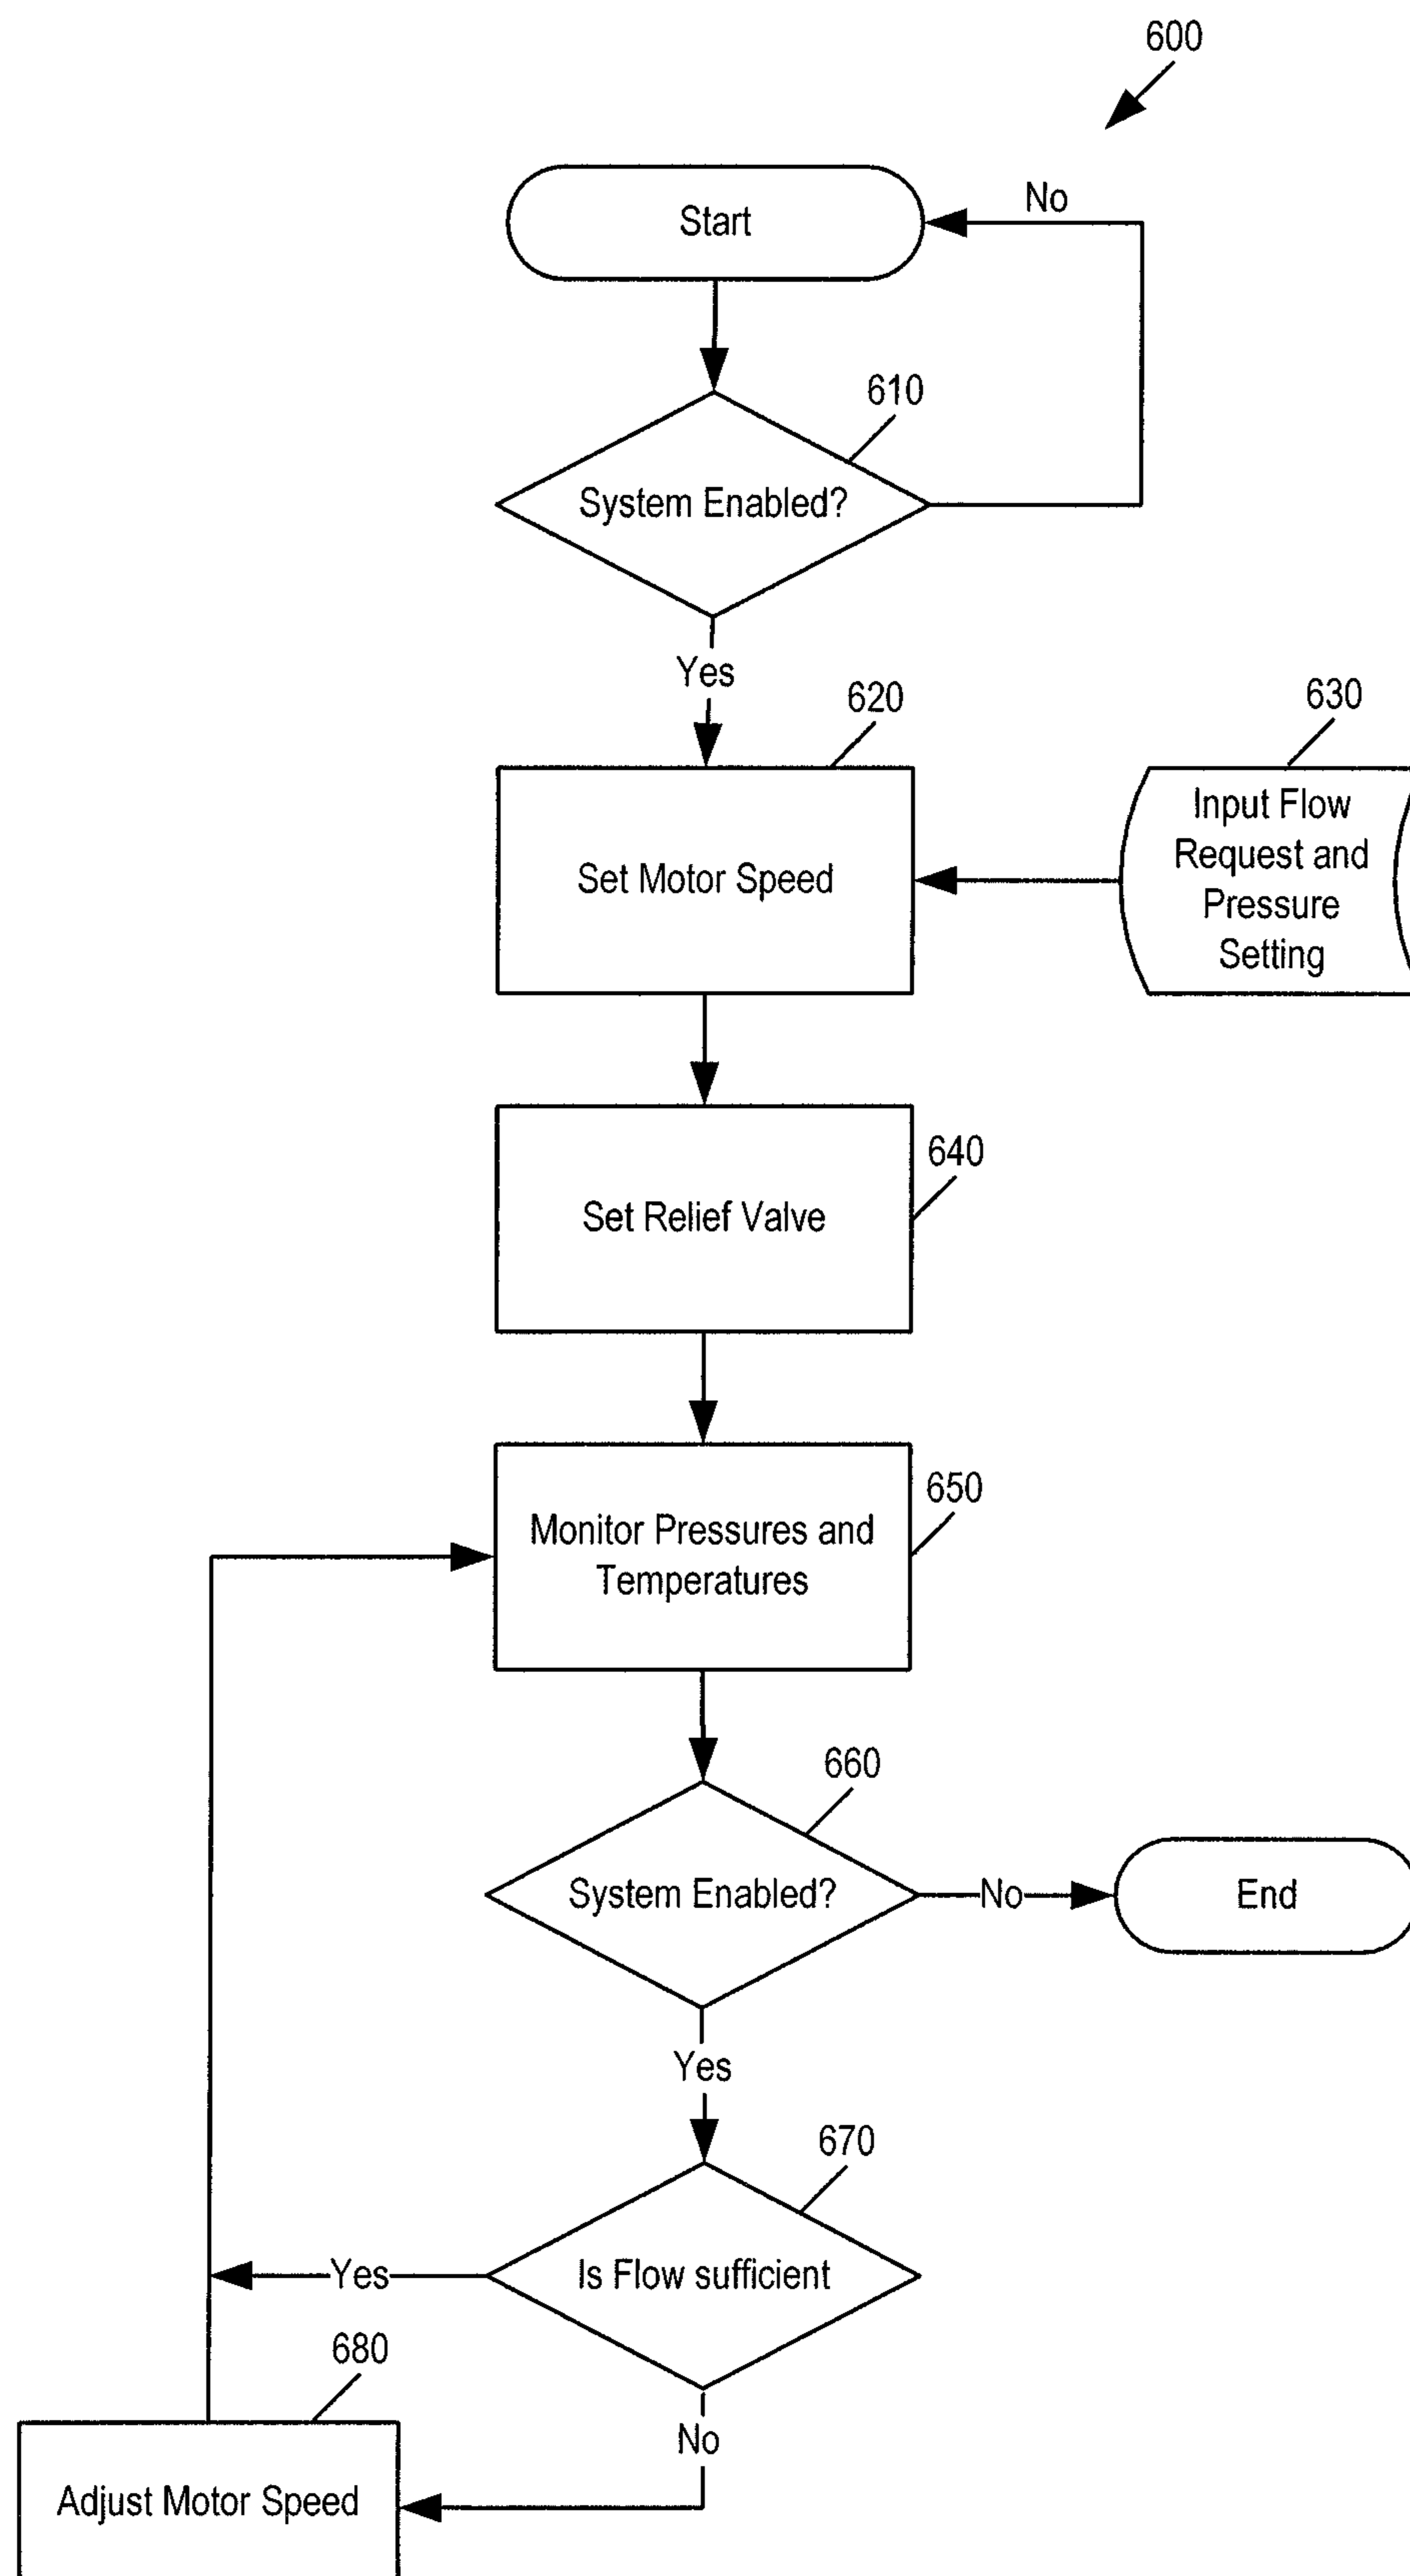 600
Start
No
610
System Enabled?
Yes
620
630
Set Motor Speed
Input Flow
Request and
Pressure
Setting
640
Set Relief Valve
650
Monitor Pressures and
Temperatures
660
System Enabled?
No
End
Yes
670
Is Flow sufficient
Yes
680
No
Adjust Motor Speed